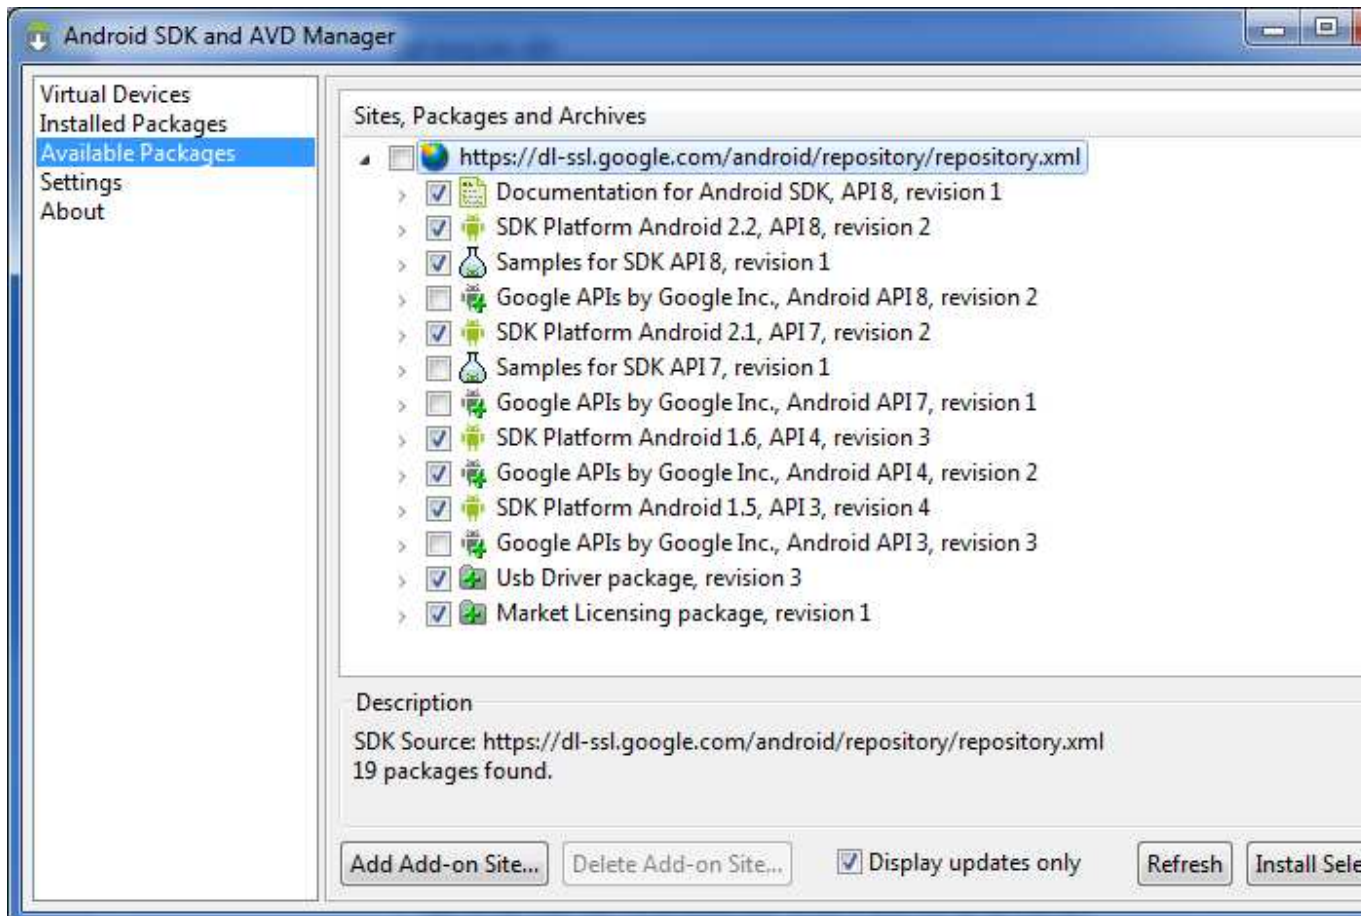 Android SDK and AVD Manager
Virtual Devices
Installed Packages
Available Packages
Settings
About
Sites, Packages and Archives
https://dl-ssl.google.com/android/repository/repository.xml
Documentation for Android SDK, API 8, revision 1
SDK Platform Android 2.2, API 8, revision 2
Samples for SDK API 8, revision 1
Google APIs by Google Inc., Android API 8, revision 2
SDK Platform Android 2.1, API 7, revision 2
Samples for SDK API 7, revision 1
Google APIs by Google Inc., Android API 7, revision 1
SDK Platform Android 1.6, API 4, revision 3
Google APIs by Google Inc., Android API 4, revision 2
SDK Platform Android 1.5, API 3, revision 4
Google APIs by Google Inc., Android API 3, revision 3
Usb Driver package, revision 3
Market Licensing package, revision 1
Description
SDK Source: https://dl-ssl.google.com/android/repository/repository.xml
19 packages found.
Add Add-on Site... Delete Add-on Site... Display updates only Refresh Install Sele